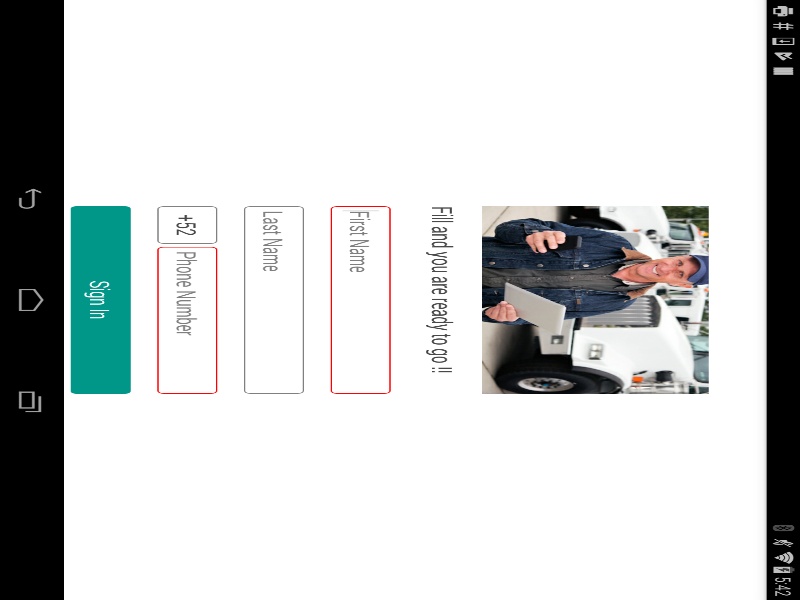 5:42
Fill and you are ready to go !!
First Name
Last Name
+52 Phone Number
Sign In